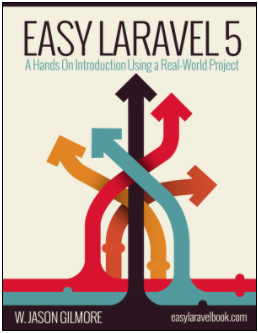 EASY LARAVEL 5
A Hands On Introduction Using a Real-World Project
W. JASON GILMORE
easylaravelbook.com